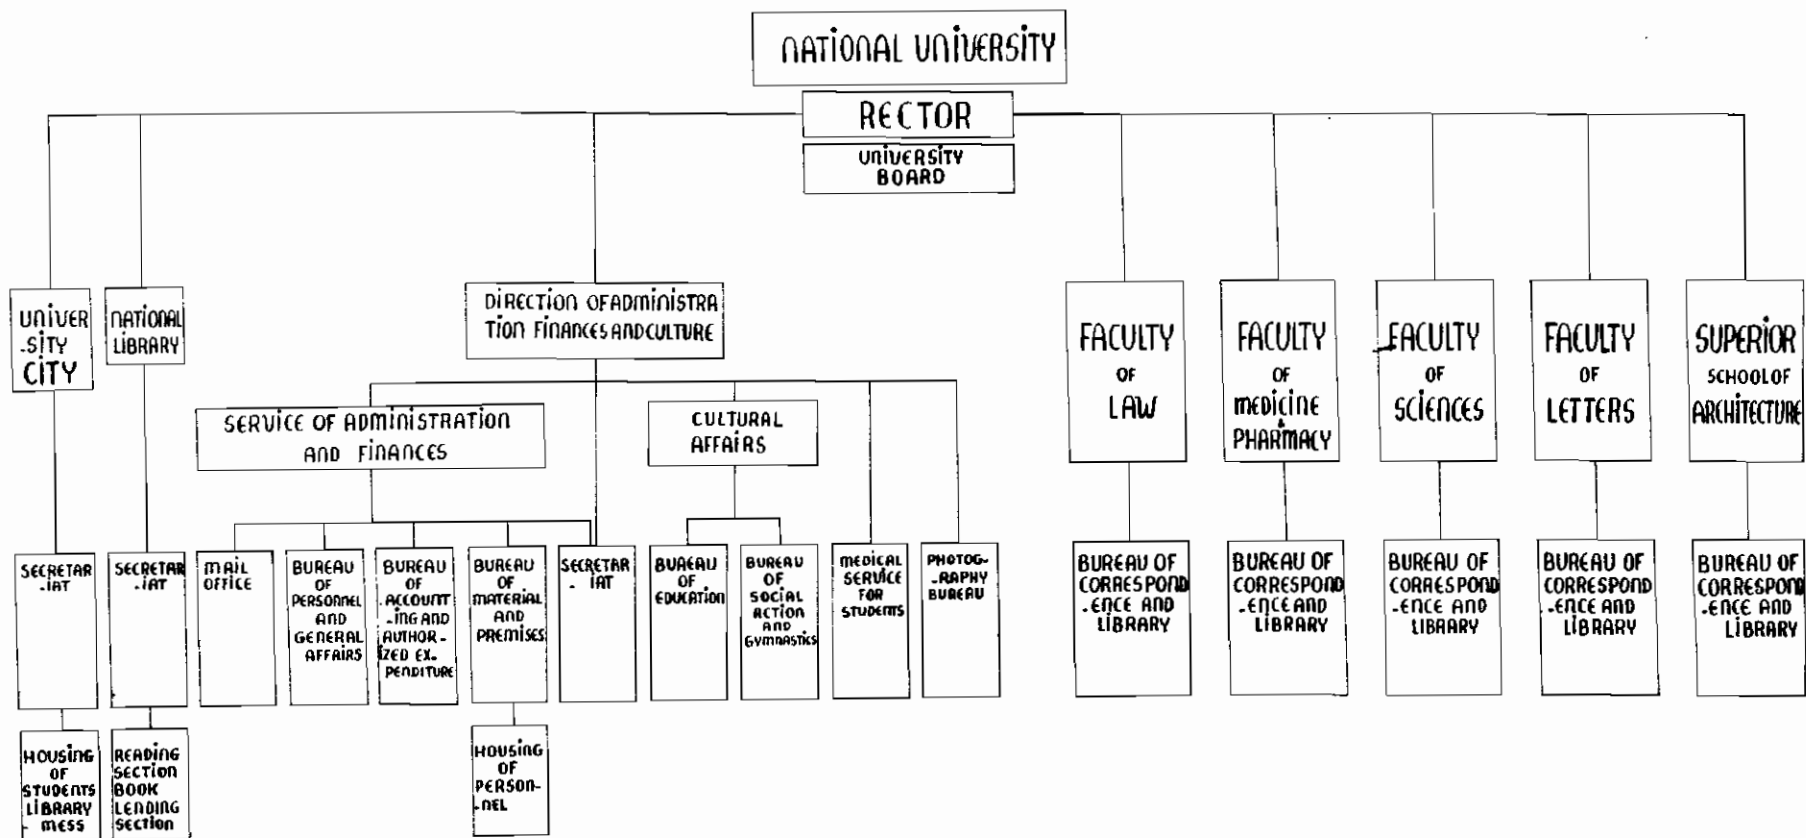 NATIONAL UNIVERSITY
RECTOR
UNIVERSITY
BOARD
UNIVER
-SITY
CITY
NATIONAL
LIBRARY
DIRECTION OF ADMINISTRA
TION FINANCES AND CULTURE
FACULTY
OF
LAW
FACULTY
OF
MEDICINE
&
PHARMACY
FACULTY
OF
SCIENCES
FACULTY
OF
LETTERS
SUPERIOR
SCHOOL OF
ARCHITECTURE
SERVICE OF ADMINISTRATION
AND FINANCES
CULTURAL
AFFAIRS
SECRETAR
-IAT
SECRETAR
-IAT
MAIL
OFFICE
BUREAU
OF
PERSONNEL
AND
GENERAL
AFFAIRS
BUREAU
OF
ACCOUNT
-ING AND
AUTHOR-
IZED EX-
PENDITURE
BUREAU
OF
MATERIAL
AND
PREMISES
SECRETAR
- IAT
BUREAU
OF
EDUCATION
BUREAU
OF
SOCIAL
ACTION
AND
GYMNASTICS
MEDICAL
SERVICE
FOR
STUDENTS
PHOTOG-
-RAPHY
BUREAU
BUREAU OF
CORRESPOND
-ENCE AND
LIBRARY
BUREAU OF
CORRESPOND
-ENCE AND
LIBRARY
BUREAU OF
CORRESPOND
-ENCE AND
LIBRARY
BUREAU OF
CORRESPOND
-ENCE AND
LIBRARY
BUREAU OF
CORRESPOND
-ENCE AND
LIBRARY
HOUSING
OF
STUDENTS
LIBRARY
- MESS
READING
SECTION
BOOK
LENDING
SECTION
HOUSING
OF
PERSON-
-NEL